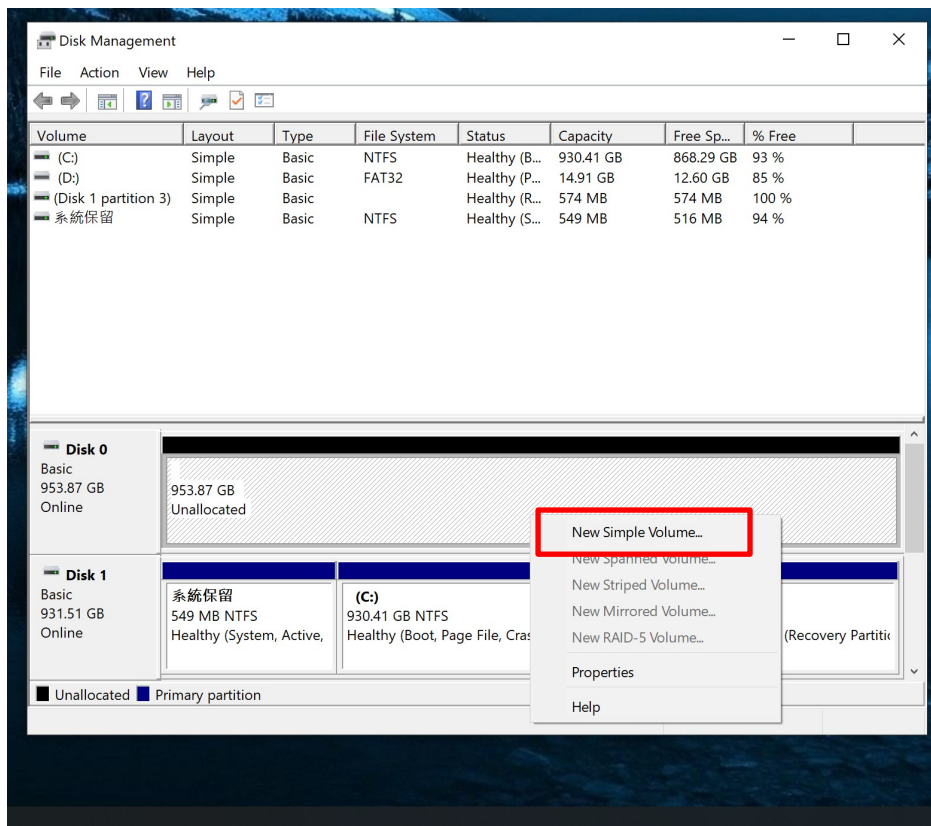 Disk Management
File Action View Help
Volume Layout Type File System Status Capacity Free Sp... % Free
(C:) Simple Basic NTFS Healthy (B... 930.41 GB 868.29 GB 93 %
(D:) Simple Basic FAT32 Healthy (P... 14.91 GB 12.60 GB 85 %
(Disk 1 partition 3) Simple Basic Healthy (R... 574 MB 574 MB 100 %
系統保留 Simple Basic NTFS Healthy (S... 549 MB 516 MB 94 %
Disk 0
Basic
953.87 GB
Online
953.87 GB
Unallocated
New Simple Volume...
New Spanned Volume...
New Striped Volume...
New Mirrored Volume...
New RAID-5 Volume...
Properties
Help
Disk 1
Basic
931.51 GB
Online
系統保留
549 MB NTFS
Healthy (System, Active,
(C:)
930.41 GB NTFS
Healthy (Boot, Page File, Cras
(Recovery Partitic
Unallocated Primary partition